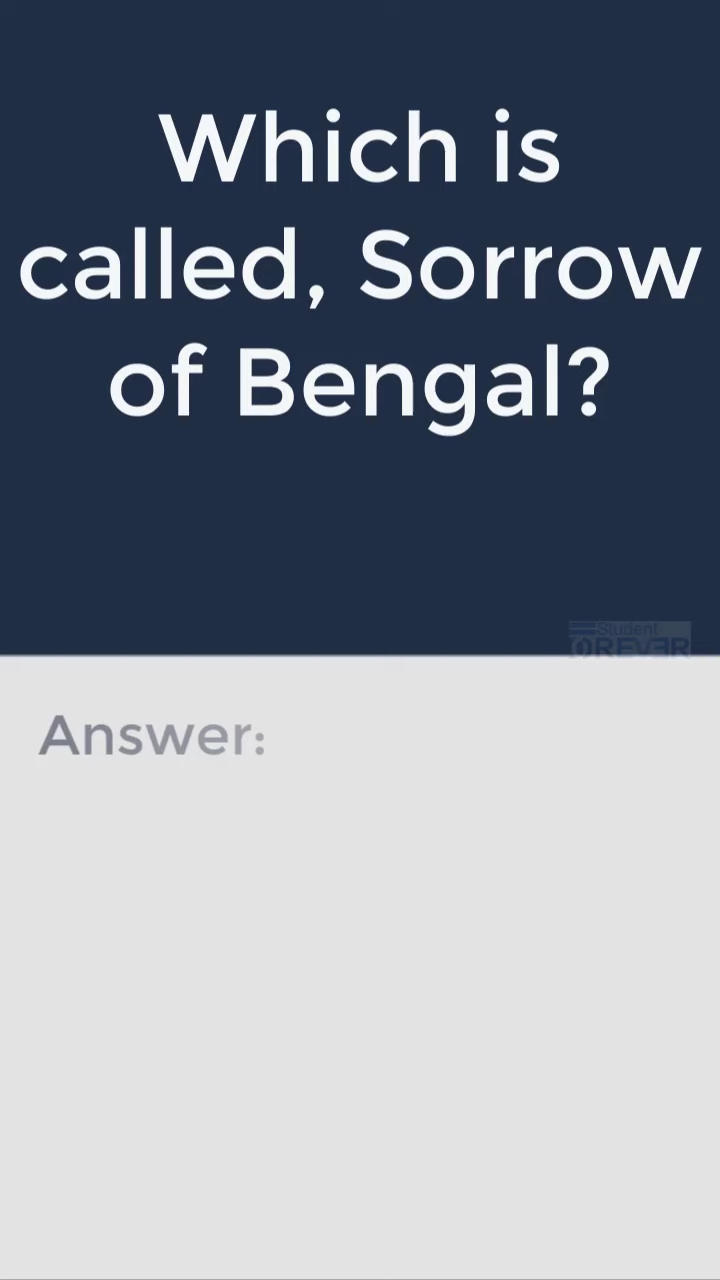 Which is
called, Sorrow
of Bengal?
Student
FOREVER
Answer: